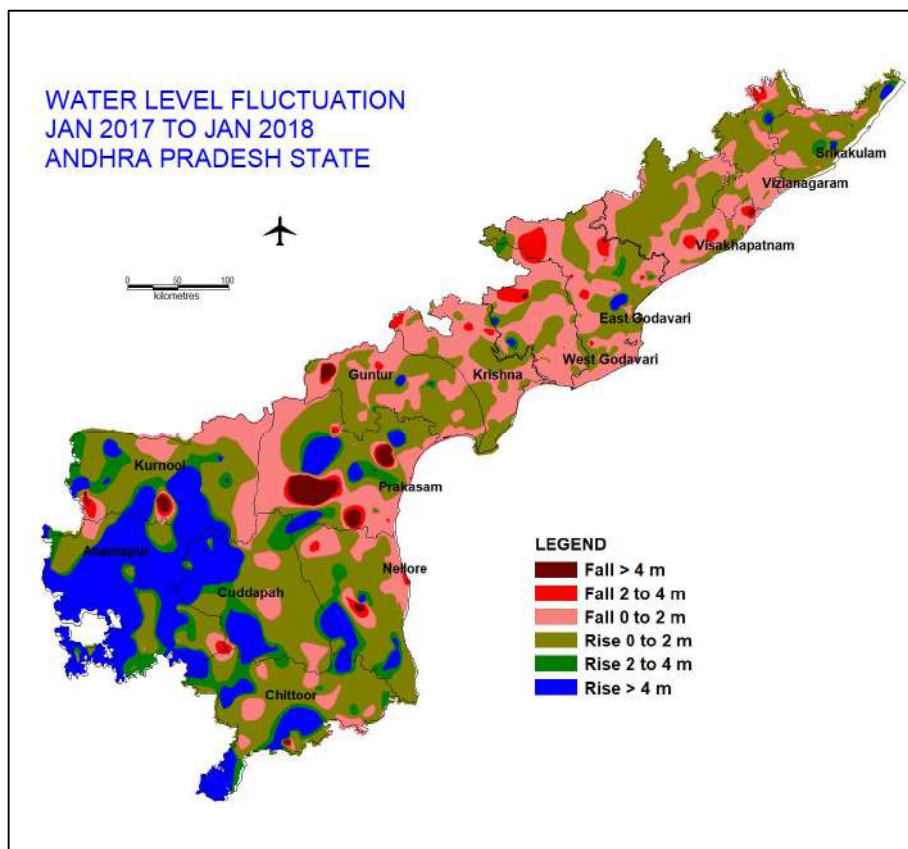 WATER LEVEL FLUCTUATION
JAN 2017 TO JAN 2018
ANDHRA PRADESH STATE
0 50 100
kilometres
Srikakulam
Vizianagaram
Visakhapatnam
East Godavari
West Godavari
Krishna
Guntur
Prakasam
Kurnool
Anantapur
Cuddapah
Nellore
Chittoor
LEGEND
Fall > 4 m
Fall 2 to 4 m
Fall 0 to 2 m
Rise 0 to 2 m
Rise 2 to 4 m
Rise > 4 m